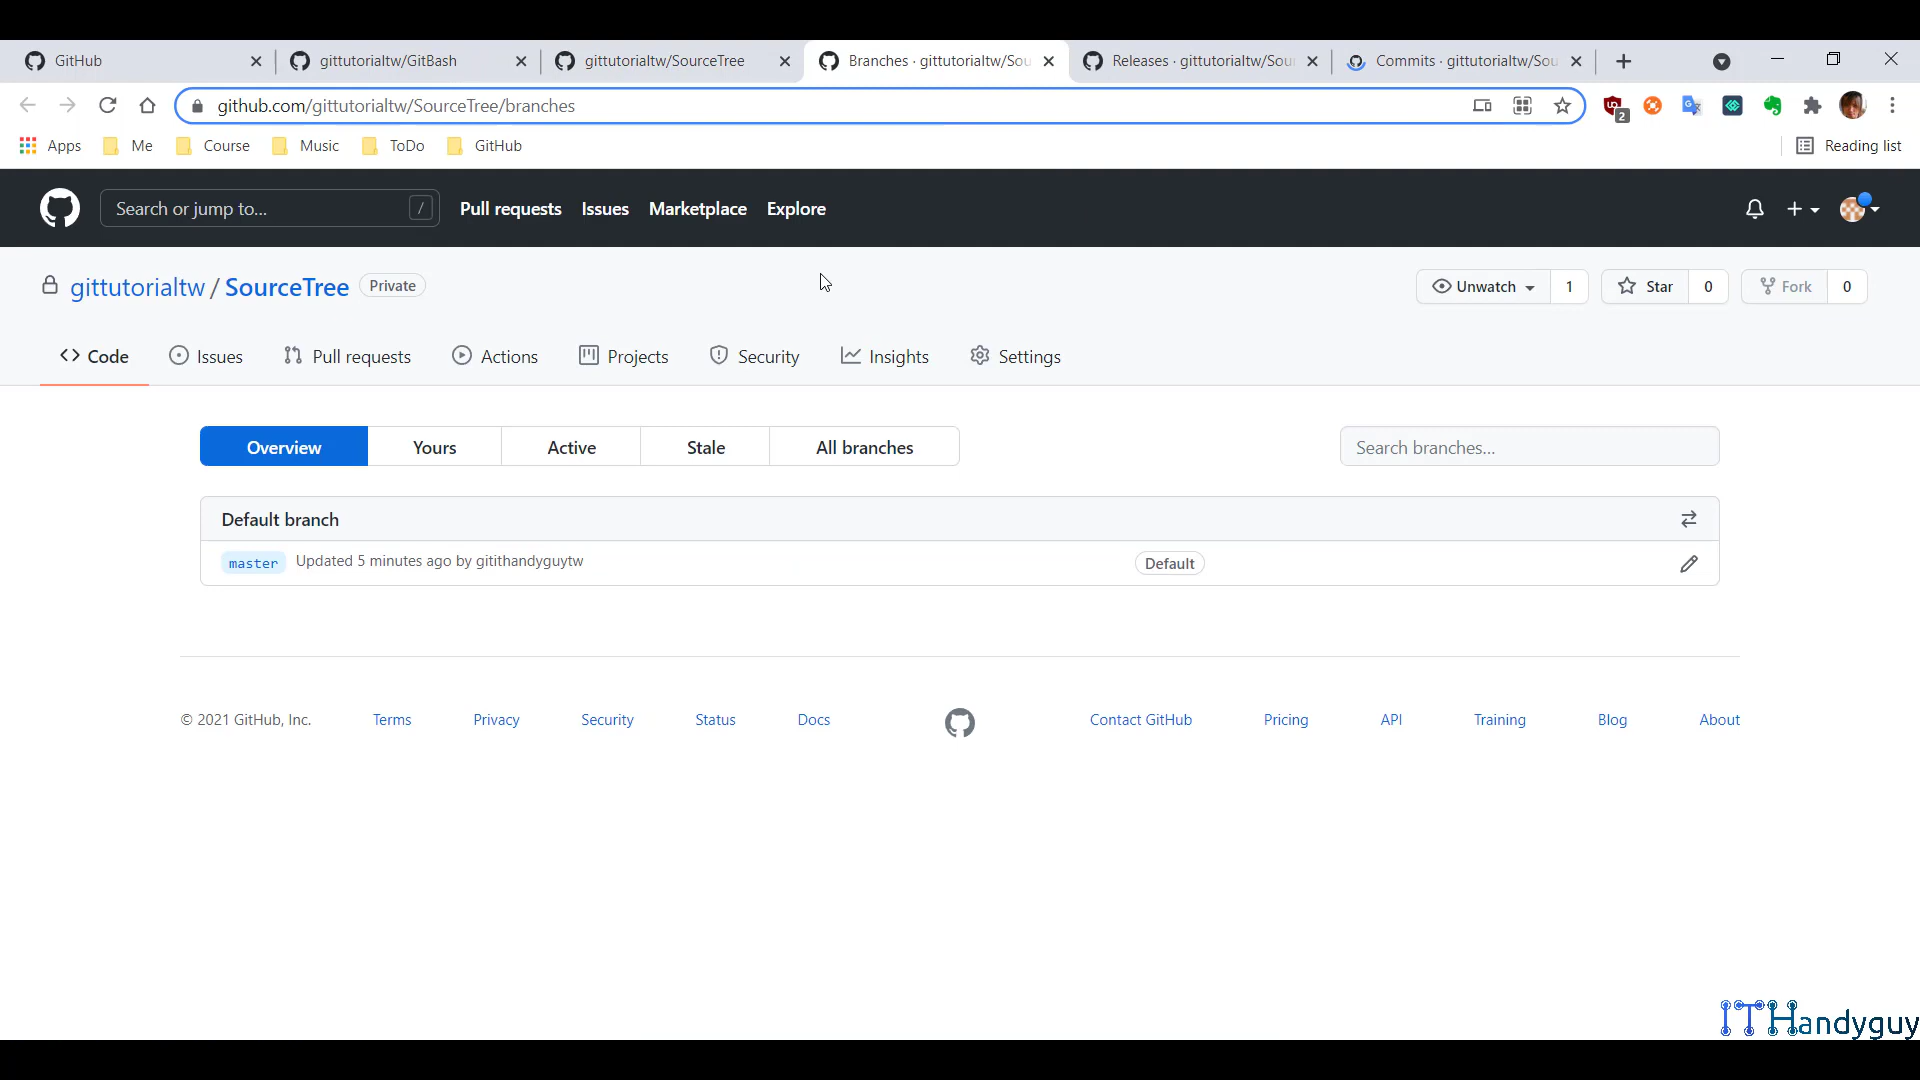 GitHub
gittutorialtw/GitBash
gittutorialtw/SourceTree
Branches · gittutorialtw/Sou
Releases · gittutorialtw/Sour
Commits · gittutorialtw/Sou
github.com/gittutorialtw/SourceTree/branches
2
Apps Me Course Music ToDo GitHub Reading list
Search or jump to... / Pull requests Issues Marketplace Explore
gittutorialtw / SourceTree Private
Unwatch 1 Star 0 Fork 0
Code Issues Pull requests Actions Projects Security Insights Settings
Overview Yours Active Stale All branches Search branches...
Default branch
master Updated 5 minutes ago by gitithandyguytw Default
© 2021 GitHub, Inc. Terms Privacy Security Status Docs Contact GitHub Pricing API Training Blog About
ITHandyguy